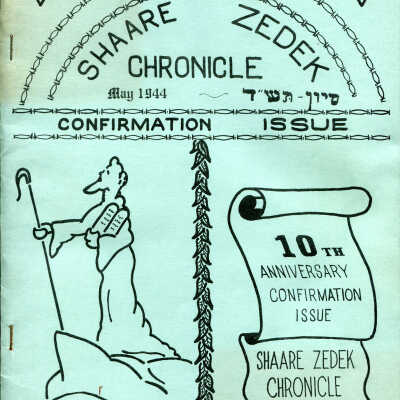 SHAARE ZEDEK
CHRONICLE
May 1944 ~ סיון - תש״ד
CONFIRMATION ISSUE
10TH
ANNIVERSARY
CONFIRMATION
ISSUE
SHAARE ZEDEK
CHRONICLE